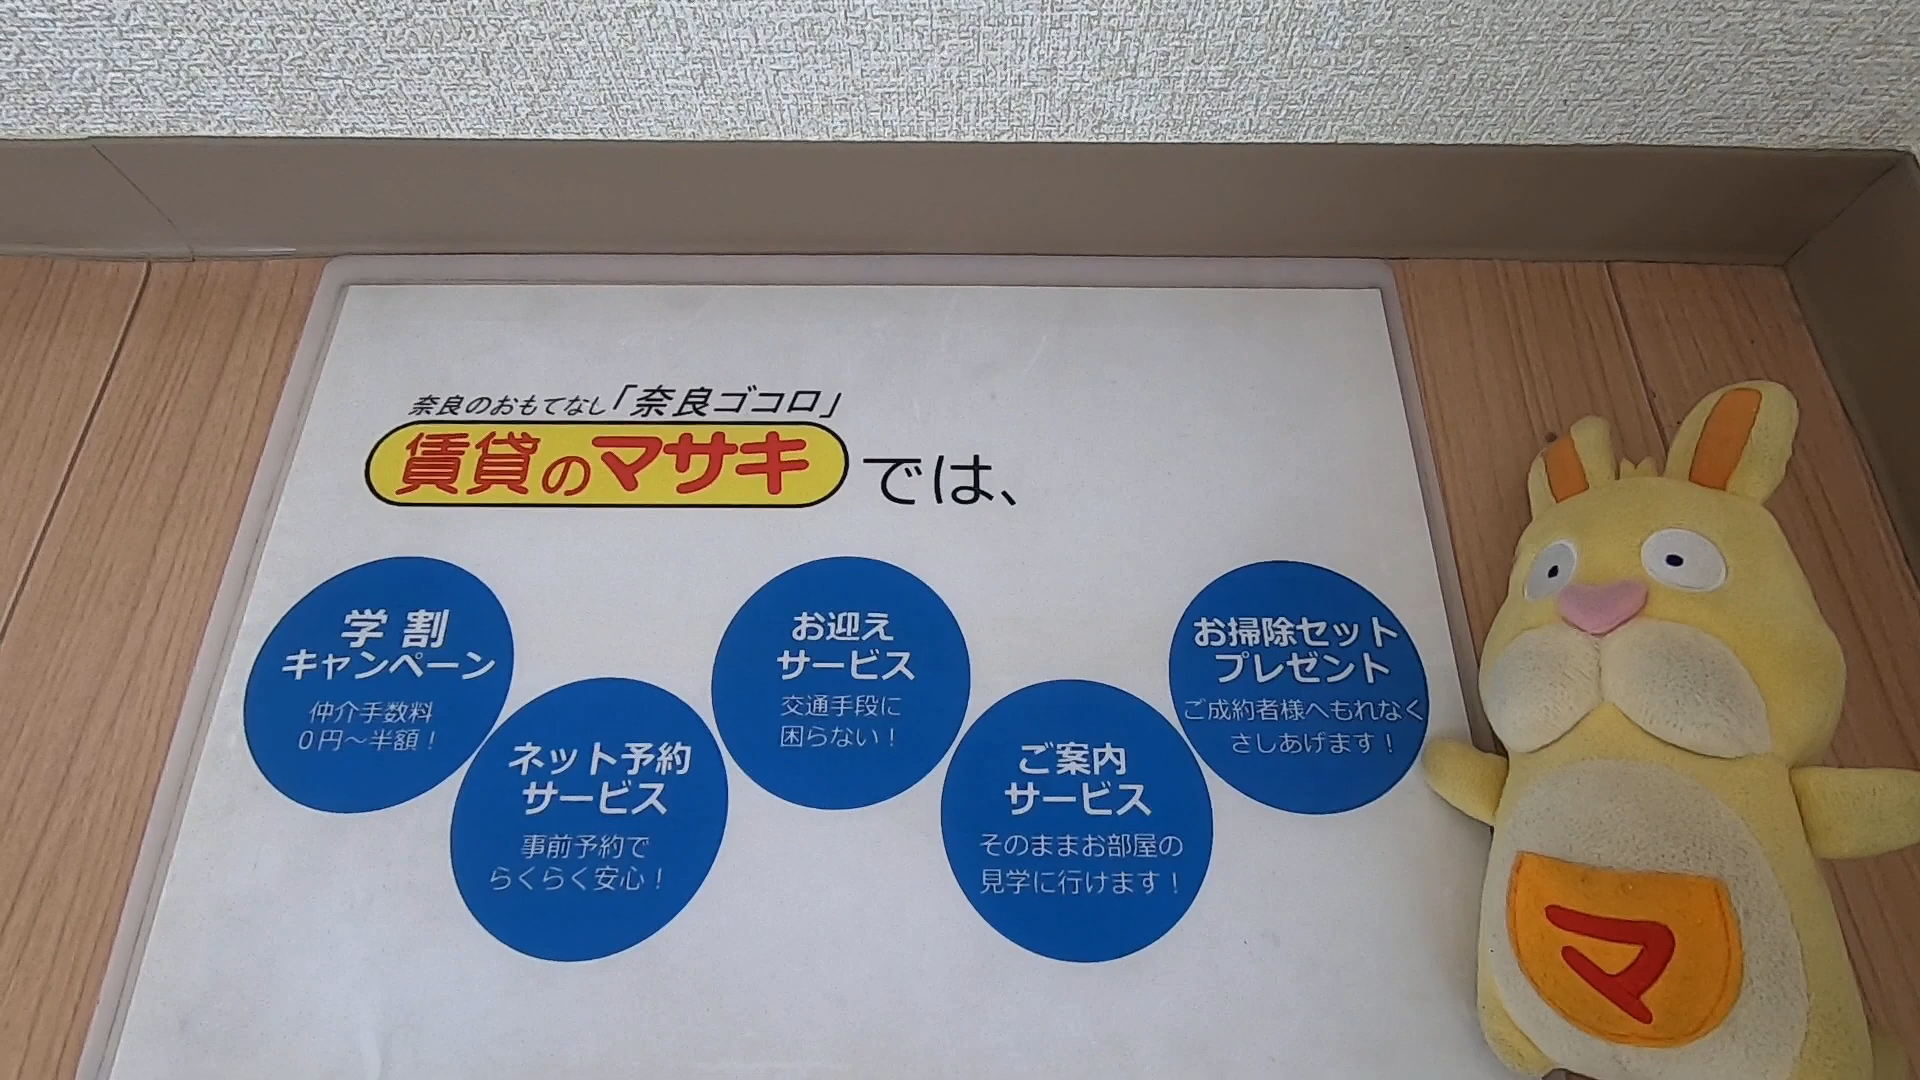 奈良のおもてなし「奈良ゴコロ」
賃貸のマサキでは、
学割
キャンペーン
仲介手数料
0円~半額!
ネット予約
サービス
事前予約で
らくらく安心!
お迎え
サービス
交通手段に
困らない!
ご案内
サービス
そのままお部屋の
見学に行けます!
お掃除セット
プレゼント
ご成約者様へもれなく
さしあげます!
マ